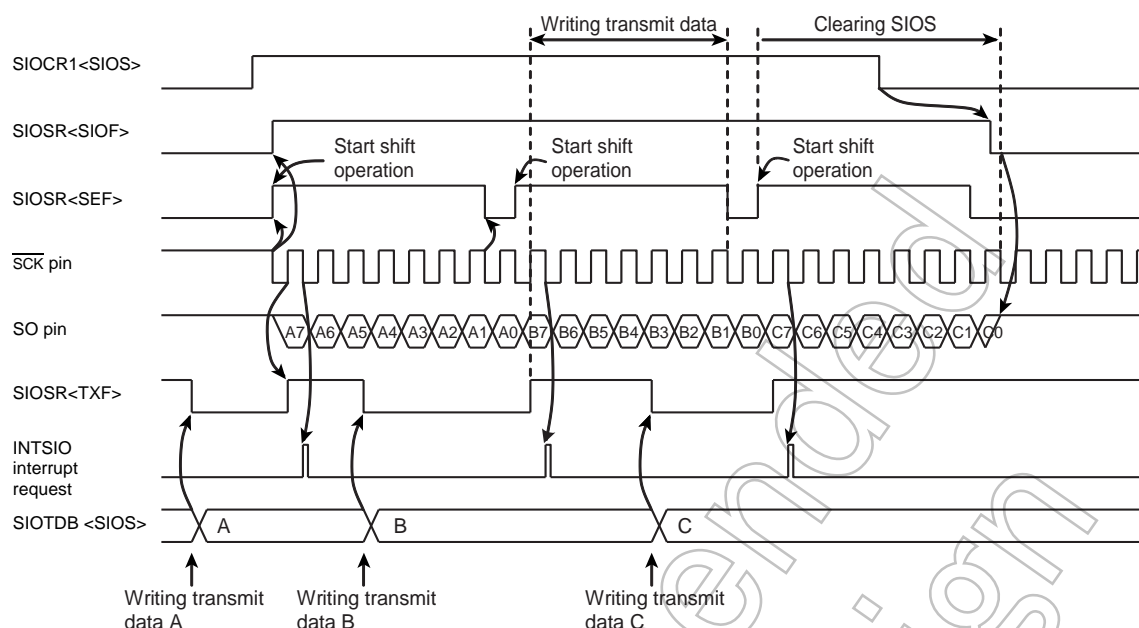 Writing transmit data
Clearing SIOS
SIOCR1<SIOS>
SIOSR<SIOF>
Start shift
operation
Start shift
operation
Start shift
operation
SIOSR<SEF>
SCK pin
SO pin
A7 A6 A5 A4 A3 A2 A1 A0 B7 B6 B5 B4 B3 B2 B1 B0 C7 C6 C5 C4 C3 C2 C1 C0
SIOSR<TXF>
INTSIO
interrupt
request
SIOTDB <SIOS>
A
B
C
Writing transmit
data A
Writing transmit
data B
Writing transmit
data C
ended
sign